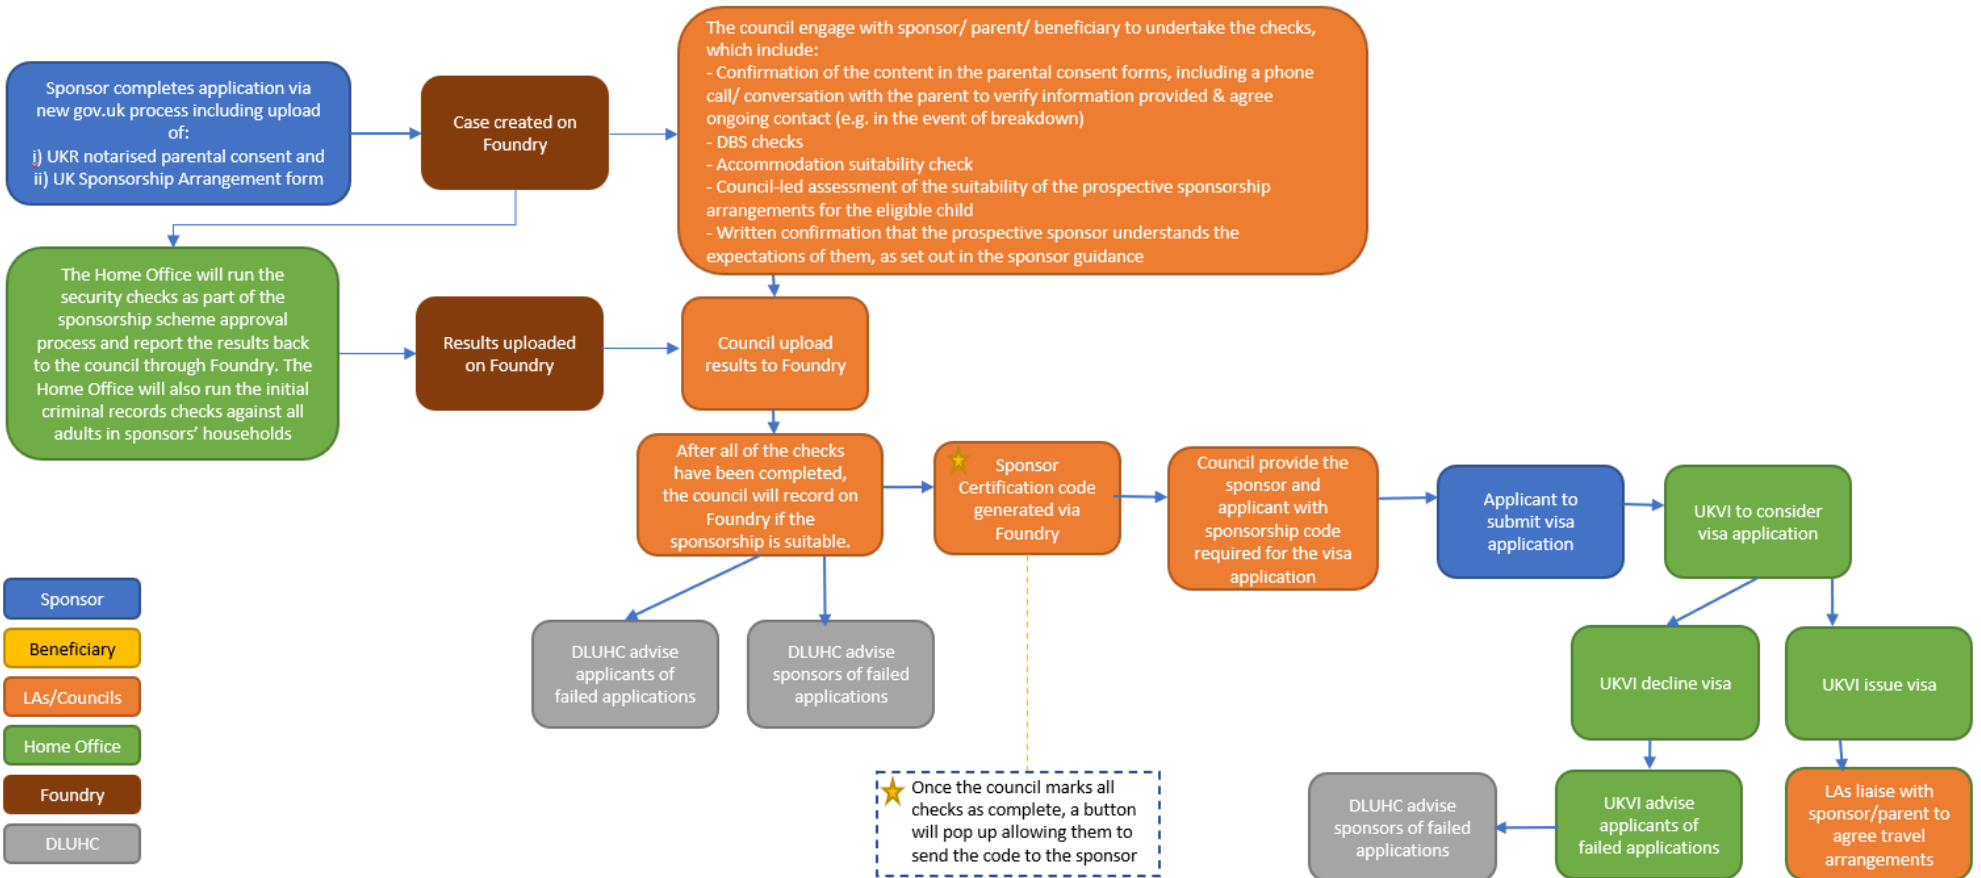 Sponsor completes application via
new gov.uk process including upload
of:
i) UKR notarised parental consent and
ii) UK Sponsorship Arrangement form
Case created on
Foundry
The council engage with sponsor/ parent/ beneficiary to undertake the checks,
which include:
- Confirmation of the content in the parental consent forms, including a phone
call/ conversation with the parent to verify information provided & agree
ongoing contact (e.g. in the event of breakdown)
- DBS checks
- Accommodation suitability check
- Council-led assessment of the suitability of the prospective sponsorship
arrangements for the eligible child
- Written confirmation that the prospective sponsor understands the
expectations of them, as set out in the sponsor guidance
The Home Office will run the
security checks as part of the
sponsorship scheme approval
process and report the results back
to the council through Foundry. The
Home Office will also run the initial
criminal records checks against all
adults in sponsors’ households
Results uploaded
on Foundry
Council upload
results to Foundry
After all of the checks
have been completed,
the council will record on
Foundry if the
sponsorship is suitable.
Sponsor
Certification code
generated via
Foundry
Council provide the
sponsor and
applicant with
sponsorship code
required for the visa
application
Applicant to
submit visa
application
UKVI to consider
visa application
Sponsor
Beneficiary
LAs/Councils
Home Office
Foundry
DLUHC
DLUHC advise
applicants of
failed applications
DLUHC advise
sponsors of failed
applications
UKVI decline visa
UKVI issue visa
Once the council marks all
checks as complete, a button
will pop up allowing them to
send the code to the sponsor
DLUHC advise
sponsors of failed
applications
UKVI advise
applicants of
failed applications
LAs liaise with
sponsor/parent to
agree travel
arrangements